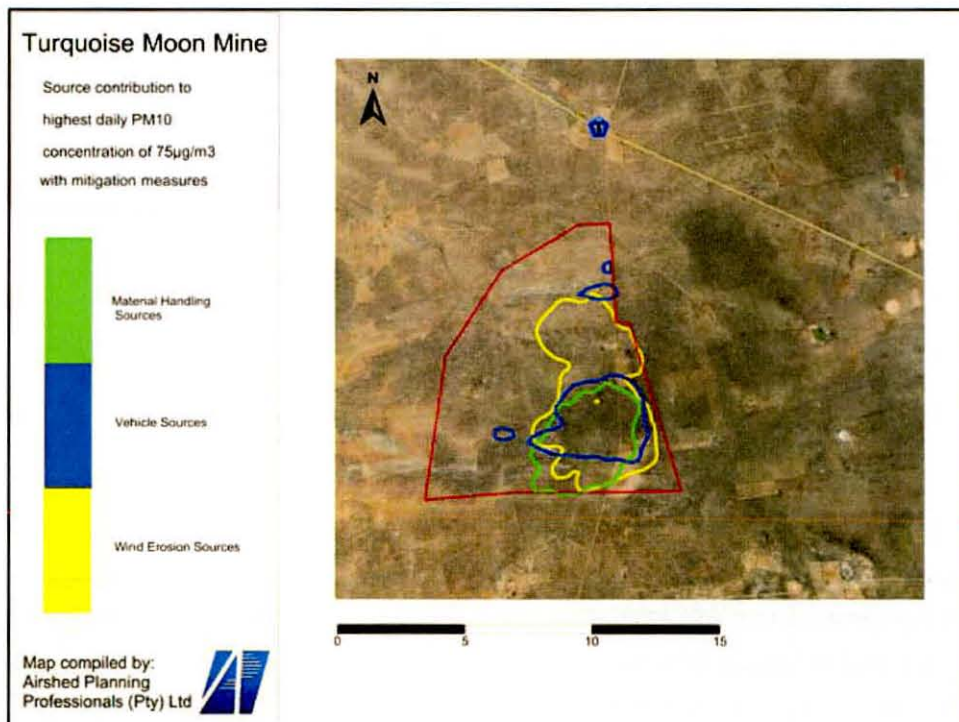 Turquoise Moon Mine
Source contribution to
highest daily PM10
concentration of 75µg/m3
with mitigation measures
Material Handling
Sources
Vehicle Sources
Wind Erosion Sources
Map compiled by:
Airshed Planning
Professionals (Pty) Ltd
N
11
0 5 10 15